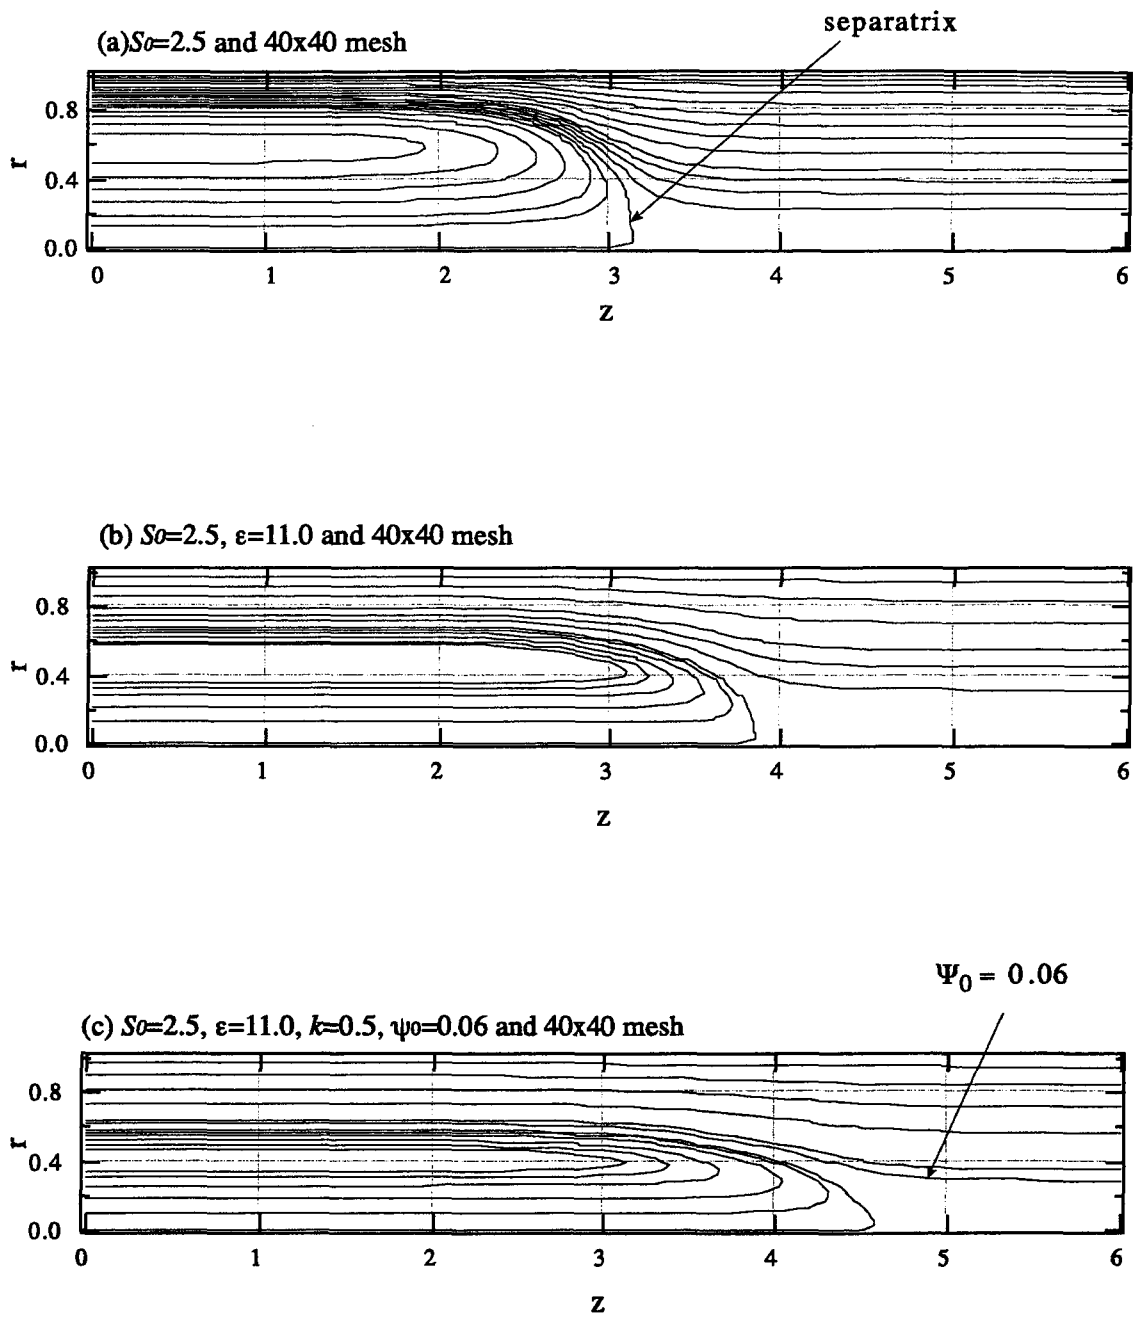 separatrix
(a)So=2.5 and 40x40 mesh
r
0.8
0.4
0.0
0 1 2 3 4 5 6
z
(b) So=2.5, ε=11.0 and 40x40 mesh
r
0.8
0.4
0.0
0 1 2 3 4 5 6
z
Ψ0 = 0.06
(c) So=2.5, ε=11.0, k=0.5, ψ0=0.06 and 40x40 mesh
r
0.8
0.4
0.0
0 1 2 3 4 5 6
z